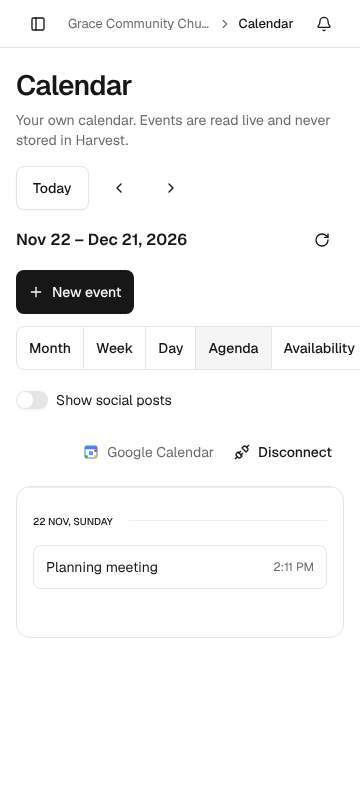 Grace Community Chu... Calendar
Calendar
Your own calendar. Events are read live and never
stored in Harvest.
Today
Nov 22 – Dec 21, 2026
New event
Month Week Day Agenda Availability
Show social posts
Google Calendar Disconnect
22 NOV, SUNDAY
Planning meeting 2:11 PM